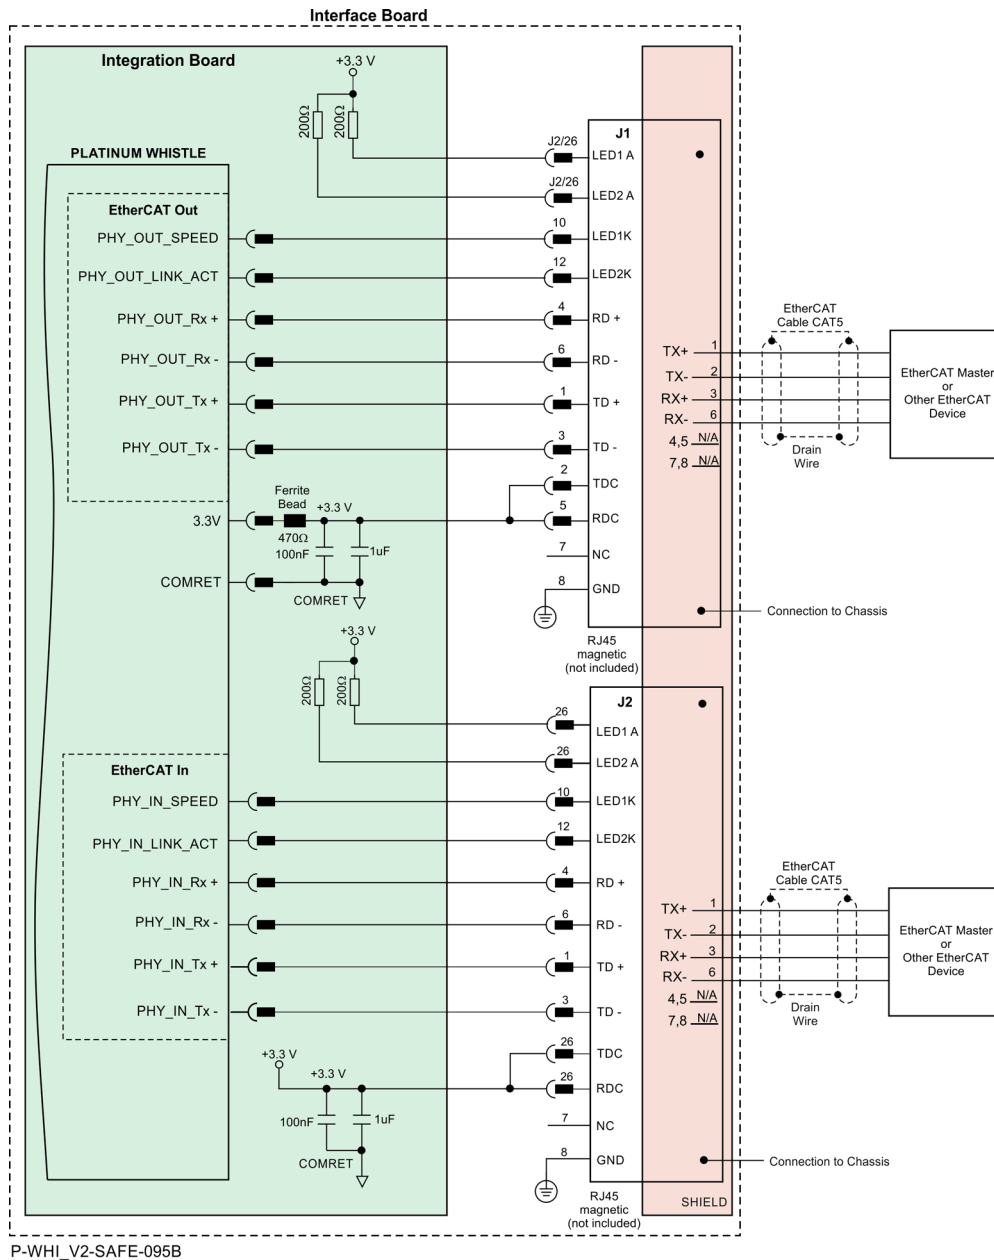 Interface Board
Integration Board
+3.3 V
200Ω
200Ω
J1
J2/26
LED1 A
PLATINUM WHISTLE
J2/26
LED2 A
EtherCAT Out
PHY_OUT_SPEED
10
LED1K
PHY_OUT_LINK_ACT
12
LED2K
PHY_OUT_Rx +
4
RD +
PHY_OUT_Rx -
6
RD -
PHY_OUT_Tx +
1
TD +
PHY_OUT_Tx -
3
TD -
2
TDC
3.3V
Ferrite
Bead
470Ω
+3.3 V
100nF
1uF
5
RDC
7
NC
COMRET
COMRET
8
GND
TX+ 1
TX- 2
RX+ 3
RX- 6
4,5 N/A
7,8 N/A
EtherCAT
Cable CAT5
Drain
Wire
EtherCAT Master
or
Other EtherCAT
Device
Connection to Chassis
RJ45
magnetic
(not included)
+3.3 V
200Ω
200Ω
J2
26
LED1 A
26
LED2 A
EtherCAT In
PHY_IN_SPEED
10
LED1K
PHY_IN_LINK_ACT
12
LED2K
PHY_IN_Rx +
4
RD +
PHY_IN_Rx -
6
RD -
PHY_IN_Tx +
1
TD +
PHY_IN_Tx -
3
TD -
26
TDC
+3.3 V
+3.3 V
26
RDC
100nF
1uF
7
NC
COMRET
8
GND
TX+ 1
TX- 2
RX+ 3
RX- 6
4,5 N/A
7,8 N/A
EtherCAT
Cable CAT5
Drain
Wire
EtherCAT Master
or
Other EtherCAT
Device
Connection to Chassis
RJ45
magnetic
(not included)
SHIELD
P-WHI_V2-SAFE-095B